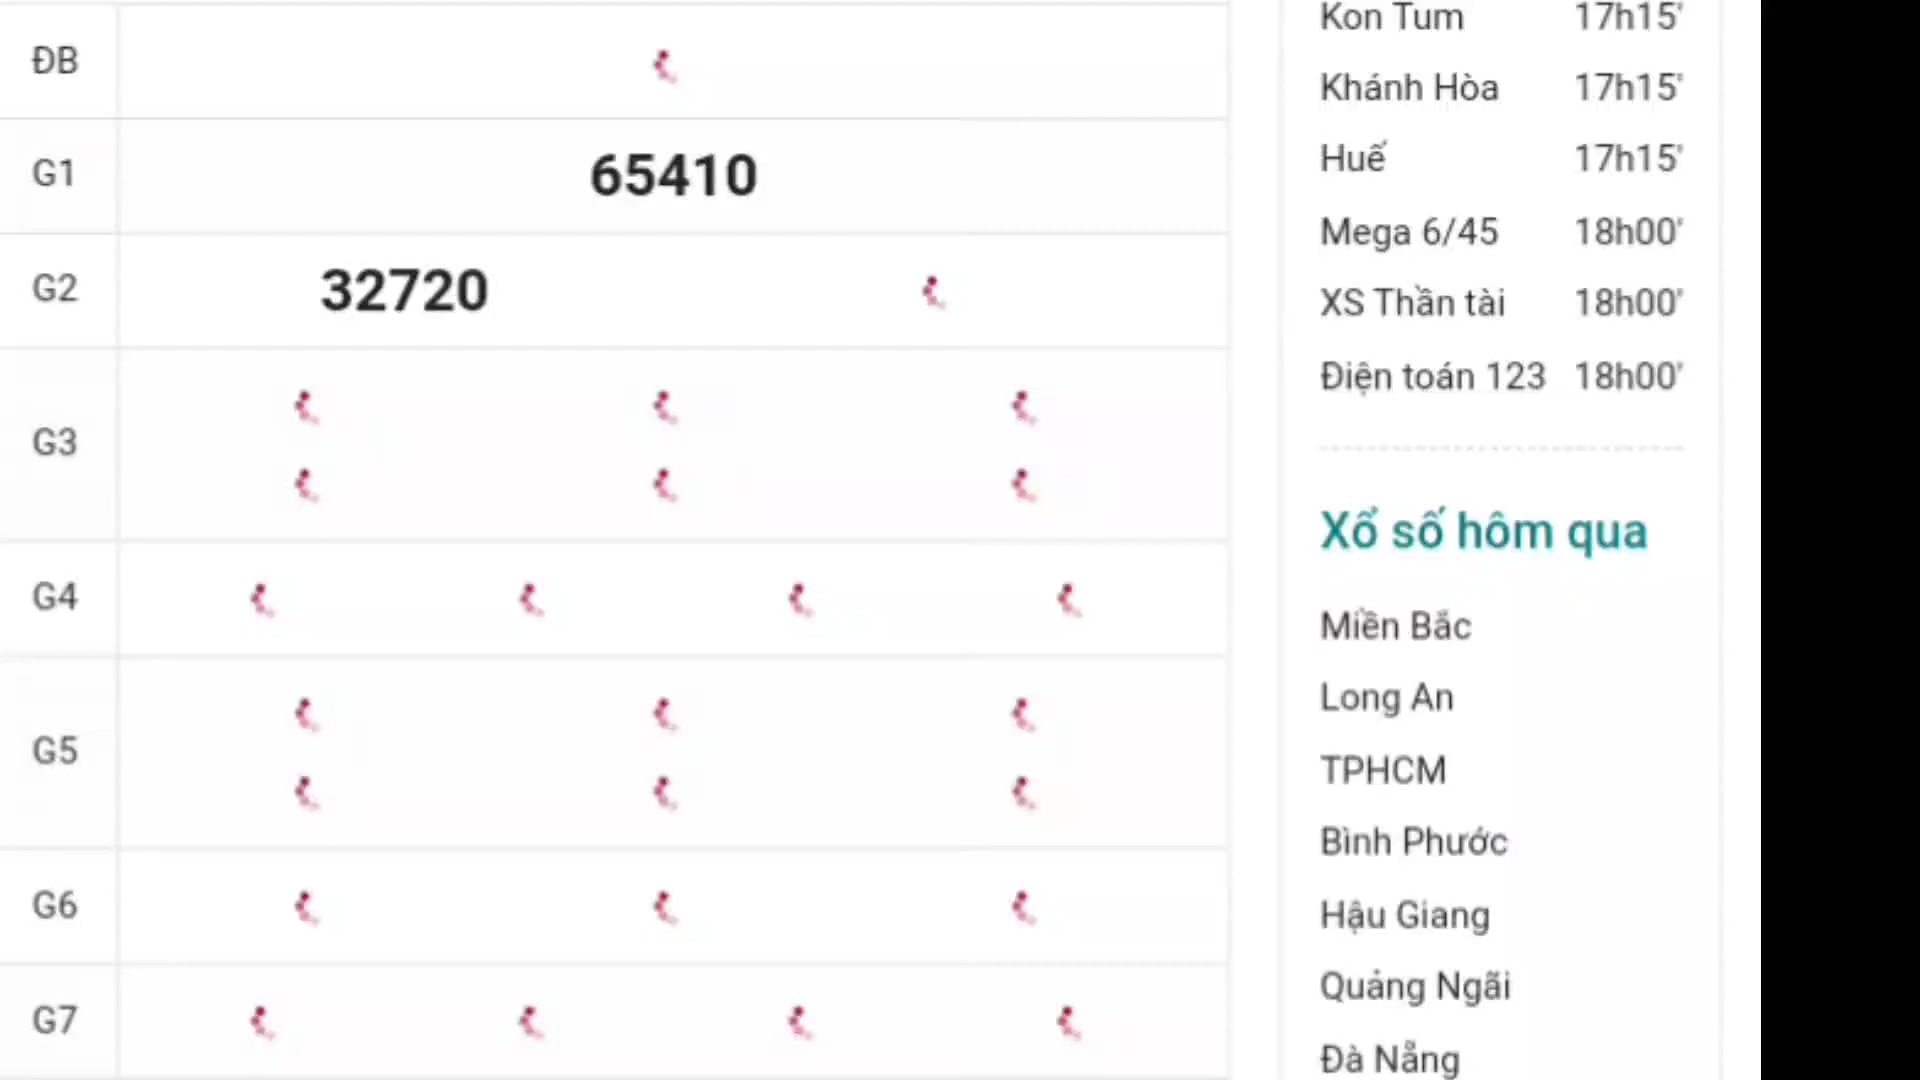 ĐB
G1 65410
G2 32720
G3
G4
G5
G6
G7
Kon Tum 17h15'
Khánh Hòa 17h15'
Huế 17h15'
Mega 6/45 18h00'
XS Thần tài 18h00'
Điện toán 123 18h00'
Xổ số hôm qua
Miền Bắc
Long An
TPHCM
Bình Phước
Hậu Giang
Quảng Ngãi
Đà Nẵng